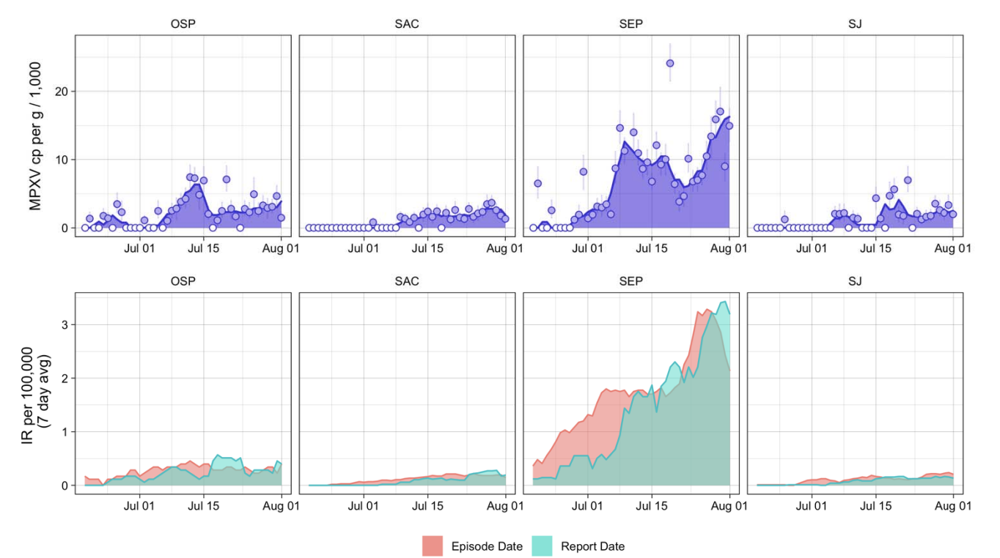 OSP SAC SEP SJ
MPXV cp per g / 1,000
20
10
0
Jul 01 Jul 15 Aug 01 Jul 01 Jul 15 Aug 01 Jul 01 Jul 15 Aug 01 Jul 01 Jul 15 Aug 01
OSP SAC SEP SJ
IR per 100,000
(7 day avg)
3
2
1
0
Jul 01 Jul 15 Aug 01 Jul 01 Jul 15 Aug 01 Jul 01 Jul 15 Aug 01 Jul 01 Jul 15 Aug 01
Episode Date Report Date